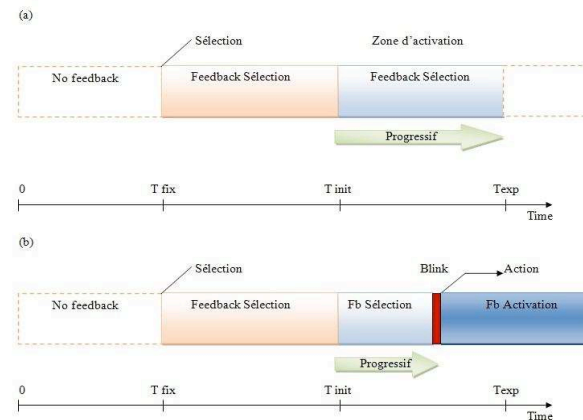 (a)
Sélection
Zone d'activation
No feedback
Feedback Sélection
Feedback Sélection
Progressif
0
T fix
T init
Texp
Time
(b)
Sélection
Blink
Action
No feedback
Feedback Sélection
Fb Sélection
Fb Activation
Progressif
0
T fix
T init
Texp
Time